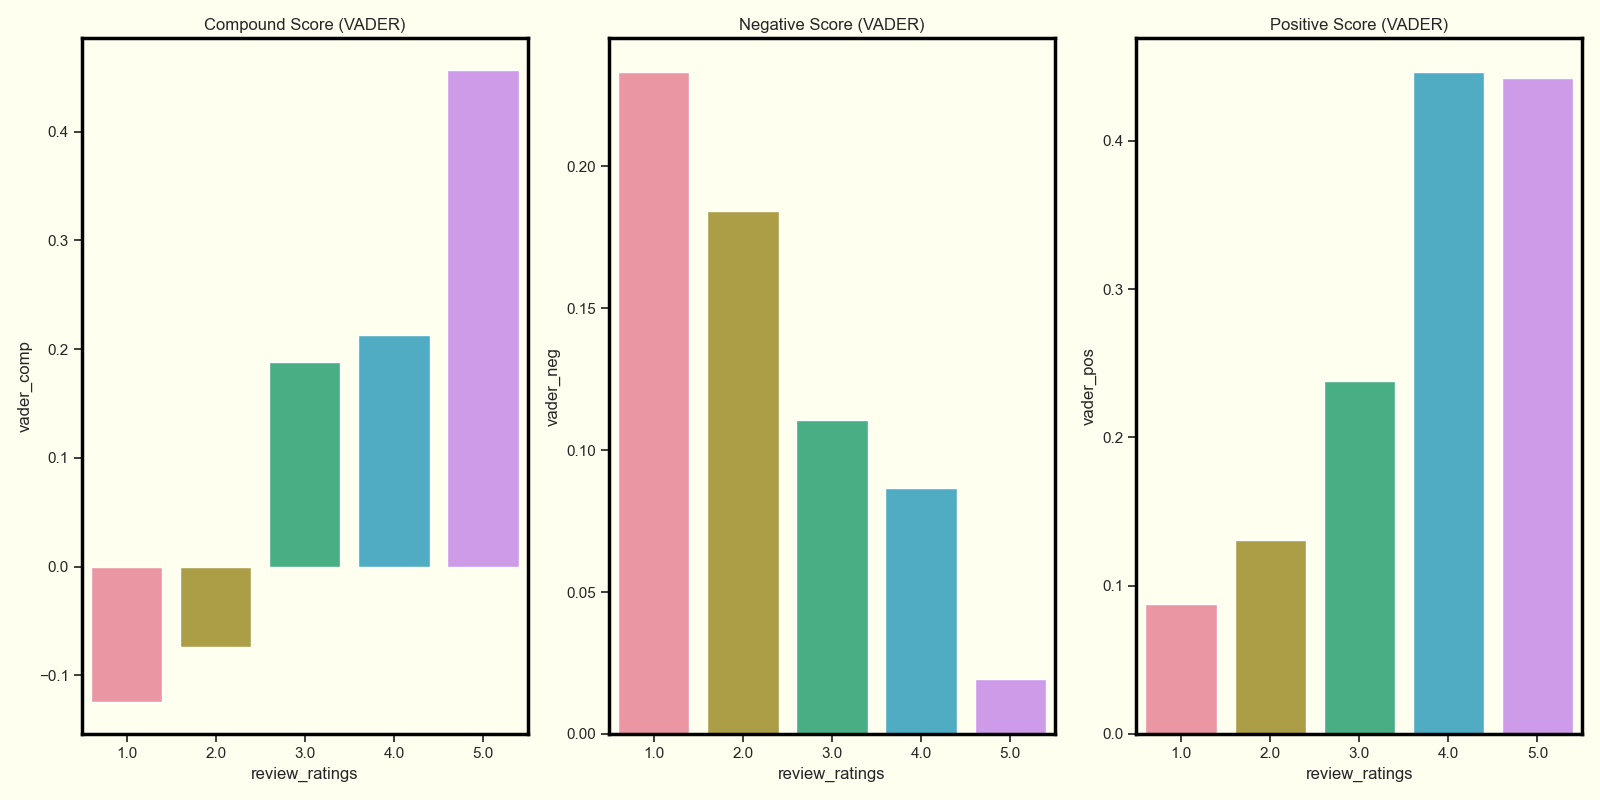 Compound Score (VADER)
vader_comp
0.4
0.3
0.2
0.1
0.0
−0.1
1.0 2.0 3.0 4.0 5.0
review_ratings
Negative Score (VADER)
vader_neg
0.20
0.15
0.10
0.05
0.00
1.0 2.0 3.0 4.0 5.0
review_ratings
Positive Score (VADER)
vader_pos
0.4
0.3
0.2
0.1
0.0
1.0 2.0 3.0 4.0 5.0
review_ratings